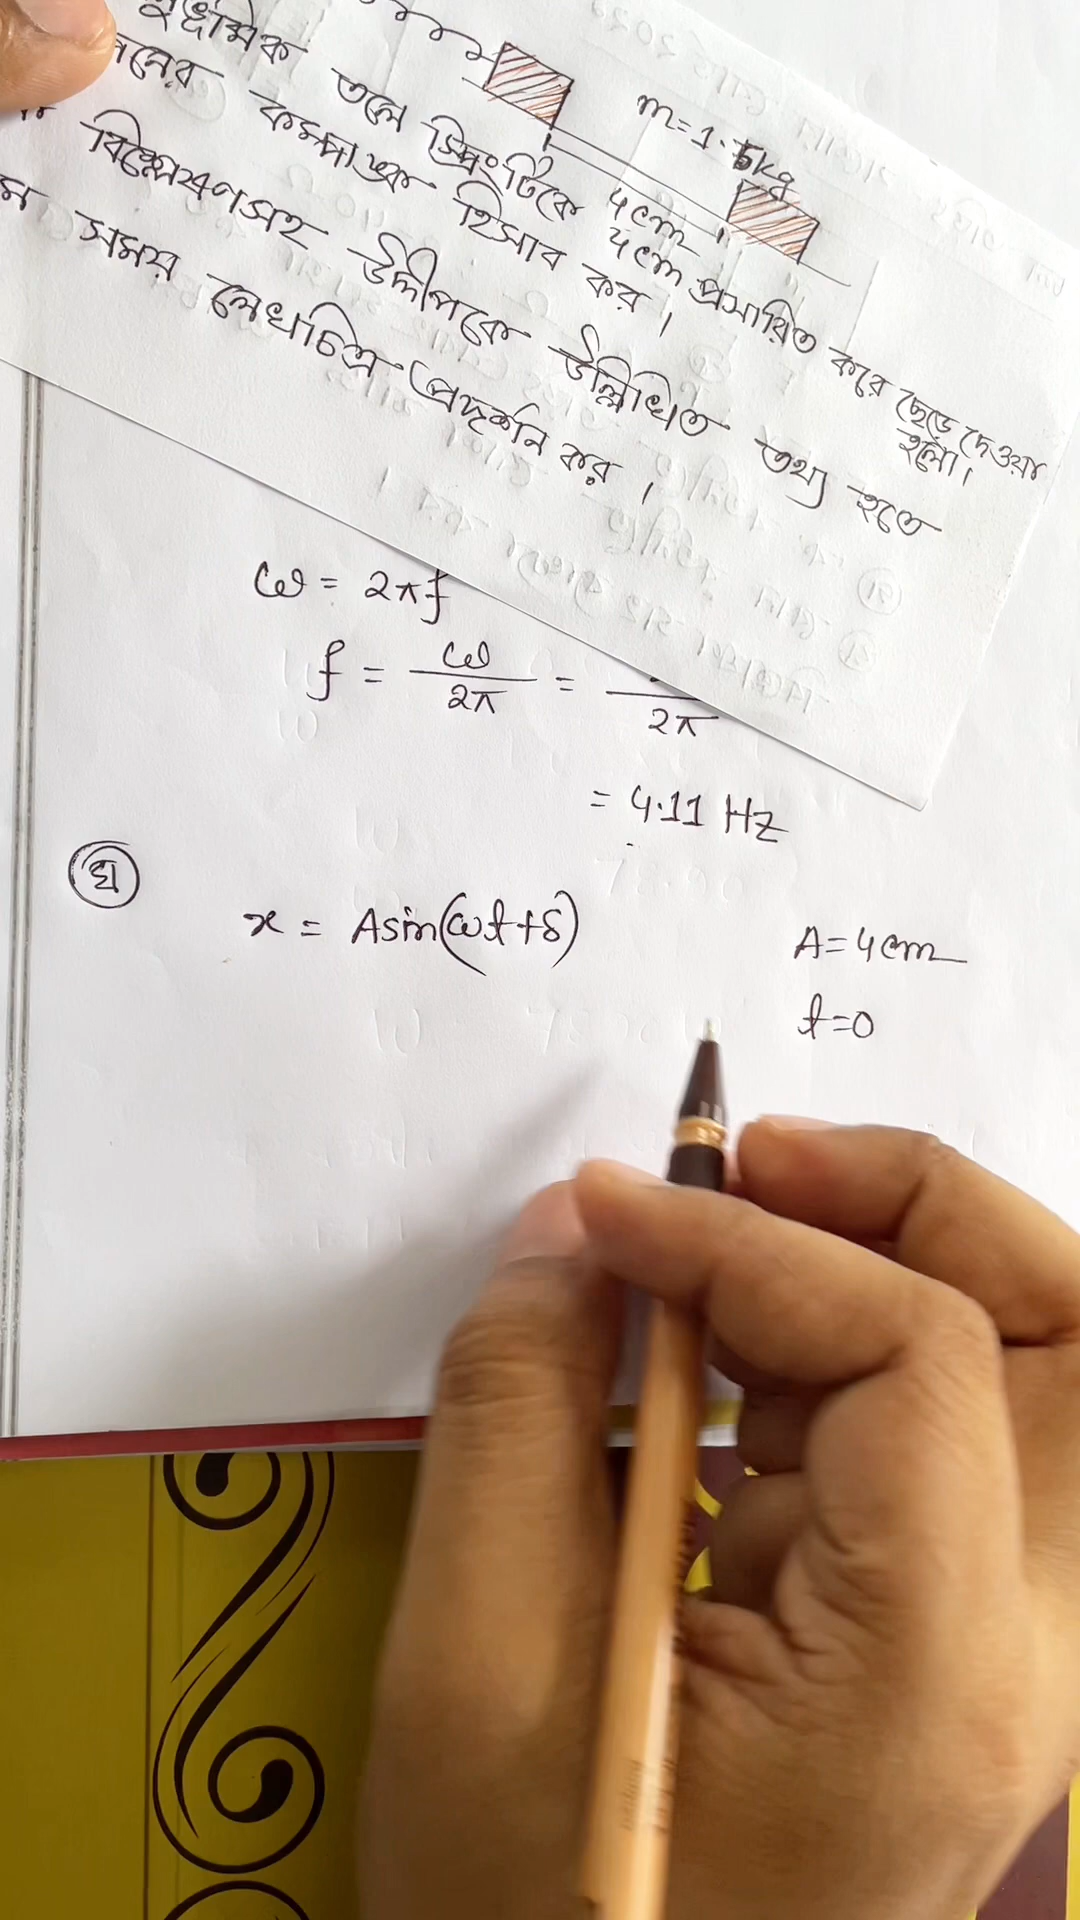 m=1.5kg
4cm
তলে স্প্রিংটিকে 4cm প্রসারিত করে ছেড়ে দেওয়া হলো।
কম্পাঙ্ক হিসাব কর।
বিশ্লেষণসহ উদ্দীপকে উল্লিখিত তথ্য হতে
সময় লেখচিত্র প্রদর্শন কর।
ω = 2πf
f = ω/2π = /2π
= 4.11 Hz
ঘ
x = Asin(ωt+δ)
A=4cm
t=0